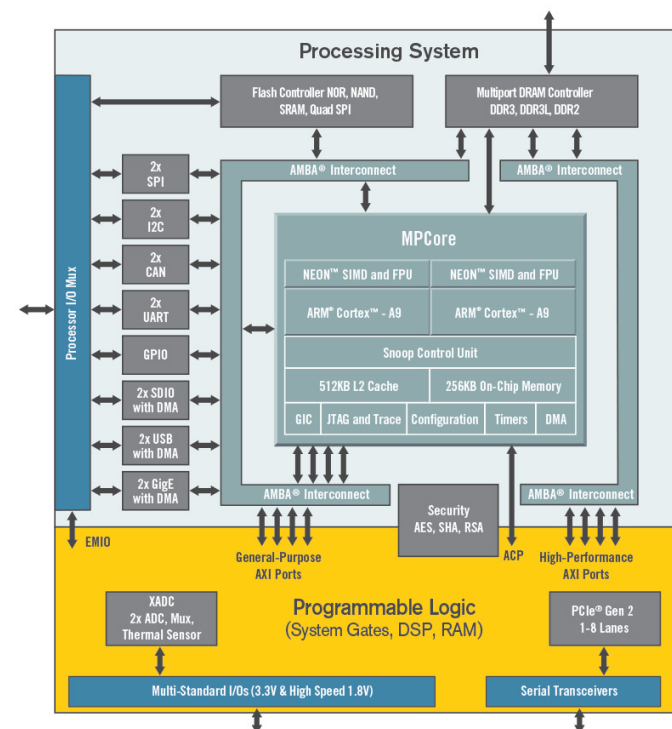 Processing System
Flash Controller NOR, NAND,
SRAM, Quad SPI
Multiport DRAM Controller
DDR3, DDR3L, DDR2
Processor I/O Mux
2x
SPI
2x
I2C
2x
CAN
2x
UART
GPIO
2x SDIO
with DMA
2x USB
with DMA
2x GigE
with DMA
AMBA® Interconnect
AMBA® Interconnect
MPCore
NEON™ SIMD and FPU
NEON™ SIMD and FPU
ARM® Cortex™ - A9
ARM® Cortex™ - A9
Snoop Control Unit
512KB L2 Cache
256KB On-Chip Memory
GIC
JTAG and Trace
Configuration
Timers
DMA
AMBA® Interconnect
AMBA® Interconnect
Security
AES, SHA, RSA
EMIO
General-Purpose
AXI Ports
ACP
High-Performance
AXI Ports
XADC
2x ADC, Mux,
Thermal Sensor
Programmable Logic
(System Gates, DSP, RAM)
PCIe® Gen 2
1-8 Lanes
Multi-Standard I/Os (3.3V & High Speed 1.8V)
Serial Transceivers